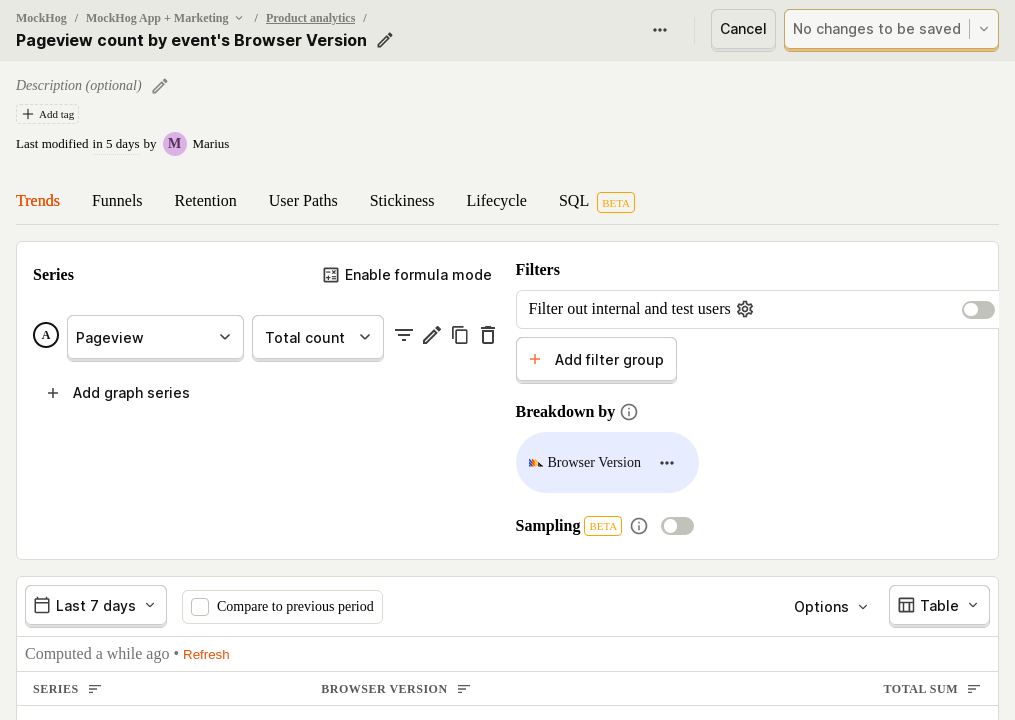 MockHog / MockHog App + Marketing / Product analytics /
Pageview count by event's Browser Version
Cancel
No changes to be saved
Description (optional)
Add tag
Last modified in 5 days by M Marius
Trends Funnels Retention User Paths Stickiness Lifecycle SQL BETA
Series
Enable formula mode
A Pageview Total count
Add graph series
Filters
Filter out internal and test users
Add filter group
Breakdown by
Browser Version
Sampling BETA
Last 7 days
Compare to previous period
Options
Table
Computed a while ago • Refresh
SERIES BROWSER VERSION TOTAL SUM